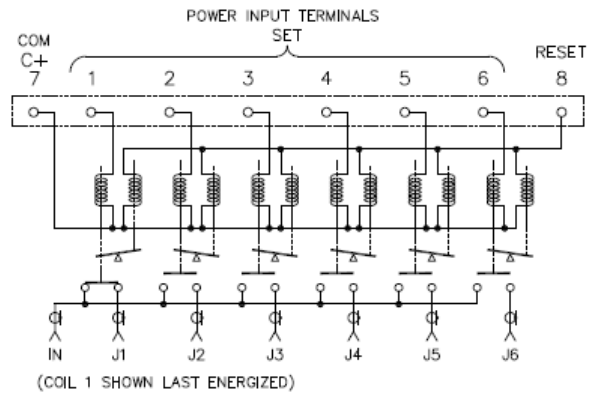 POWER INPUT TERMINALS
SET
COM
C+
RESET
7 1 2 3 4 5 6 8
IN J1 J2 J3 J4 J5 J6
(COIL 1 SHOWN LAST ENERGIZED)